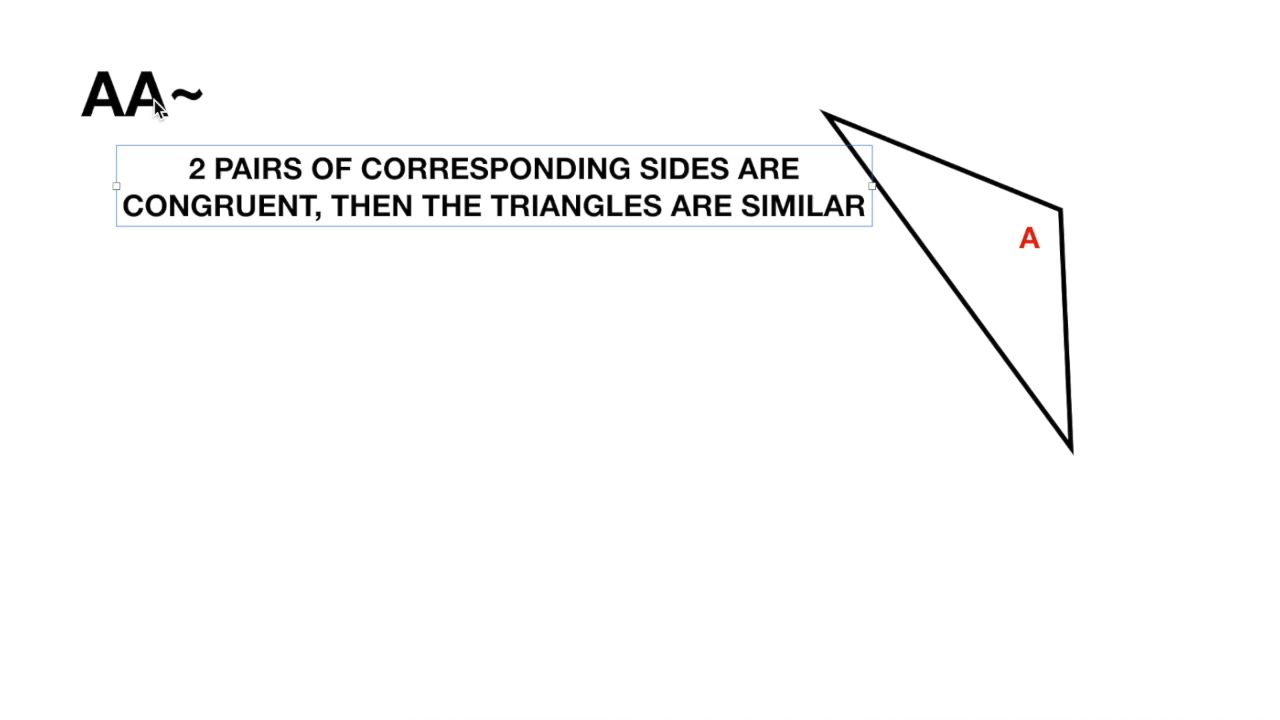 AA~
2 PAIRS OF CORRESPONDING SIDES ARE
CONGRUENT, THEN THE TRIANGLES ARE SIMILAR
A